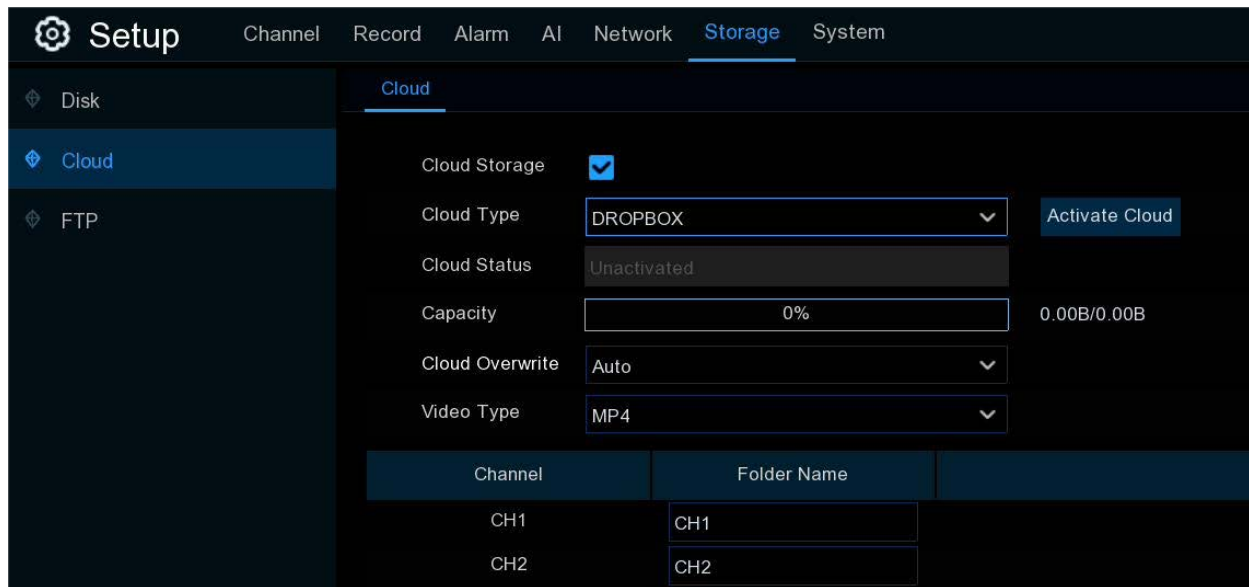 Setup Channel Record Alarm AI Network Storage System
Disk
Cloud
FTP
Cloud
Cloud Storage
Cloud Type DROPBOX Activate Cloud
Cloud Status Unactivated
Capacity 0% 0.00B/0.00B
Cloud Overwrite Auto
Video Type MP4
Channel Folder Name
CH1 CH1
CH2 CH2